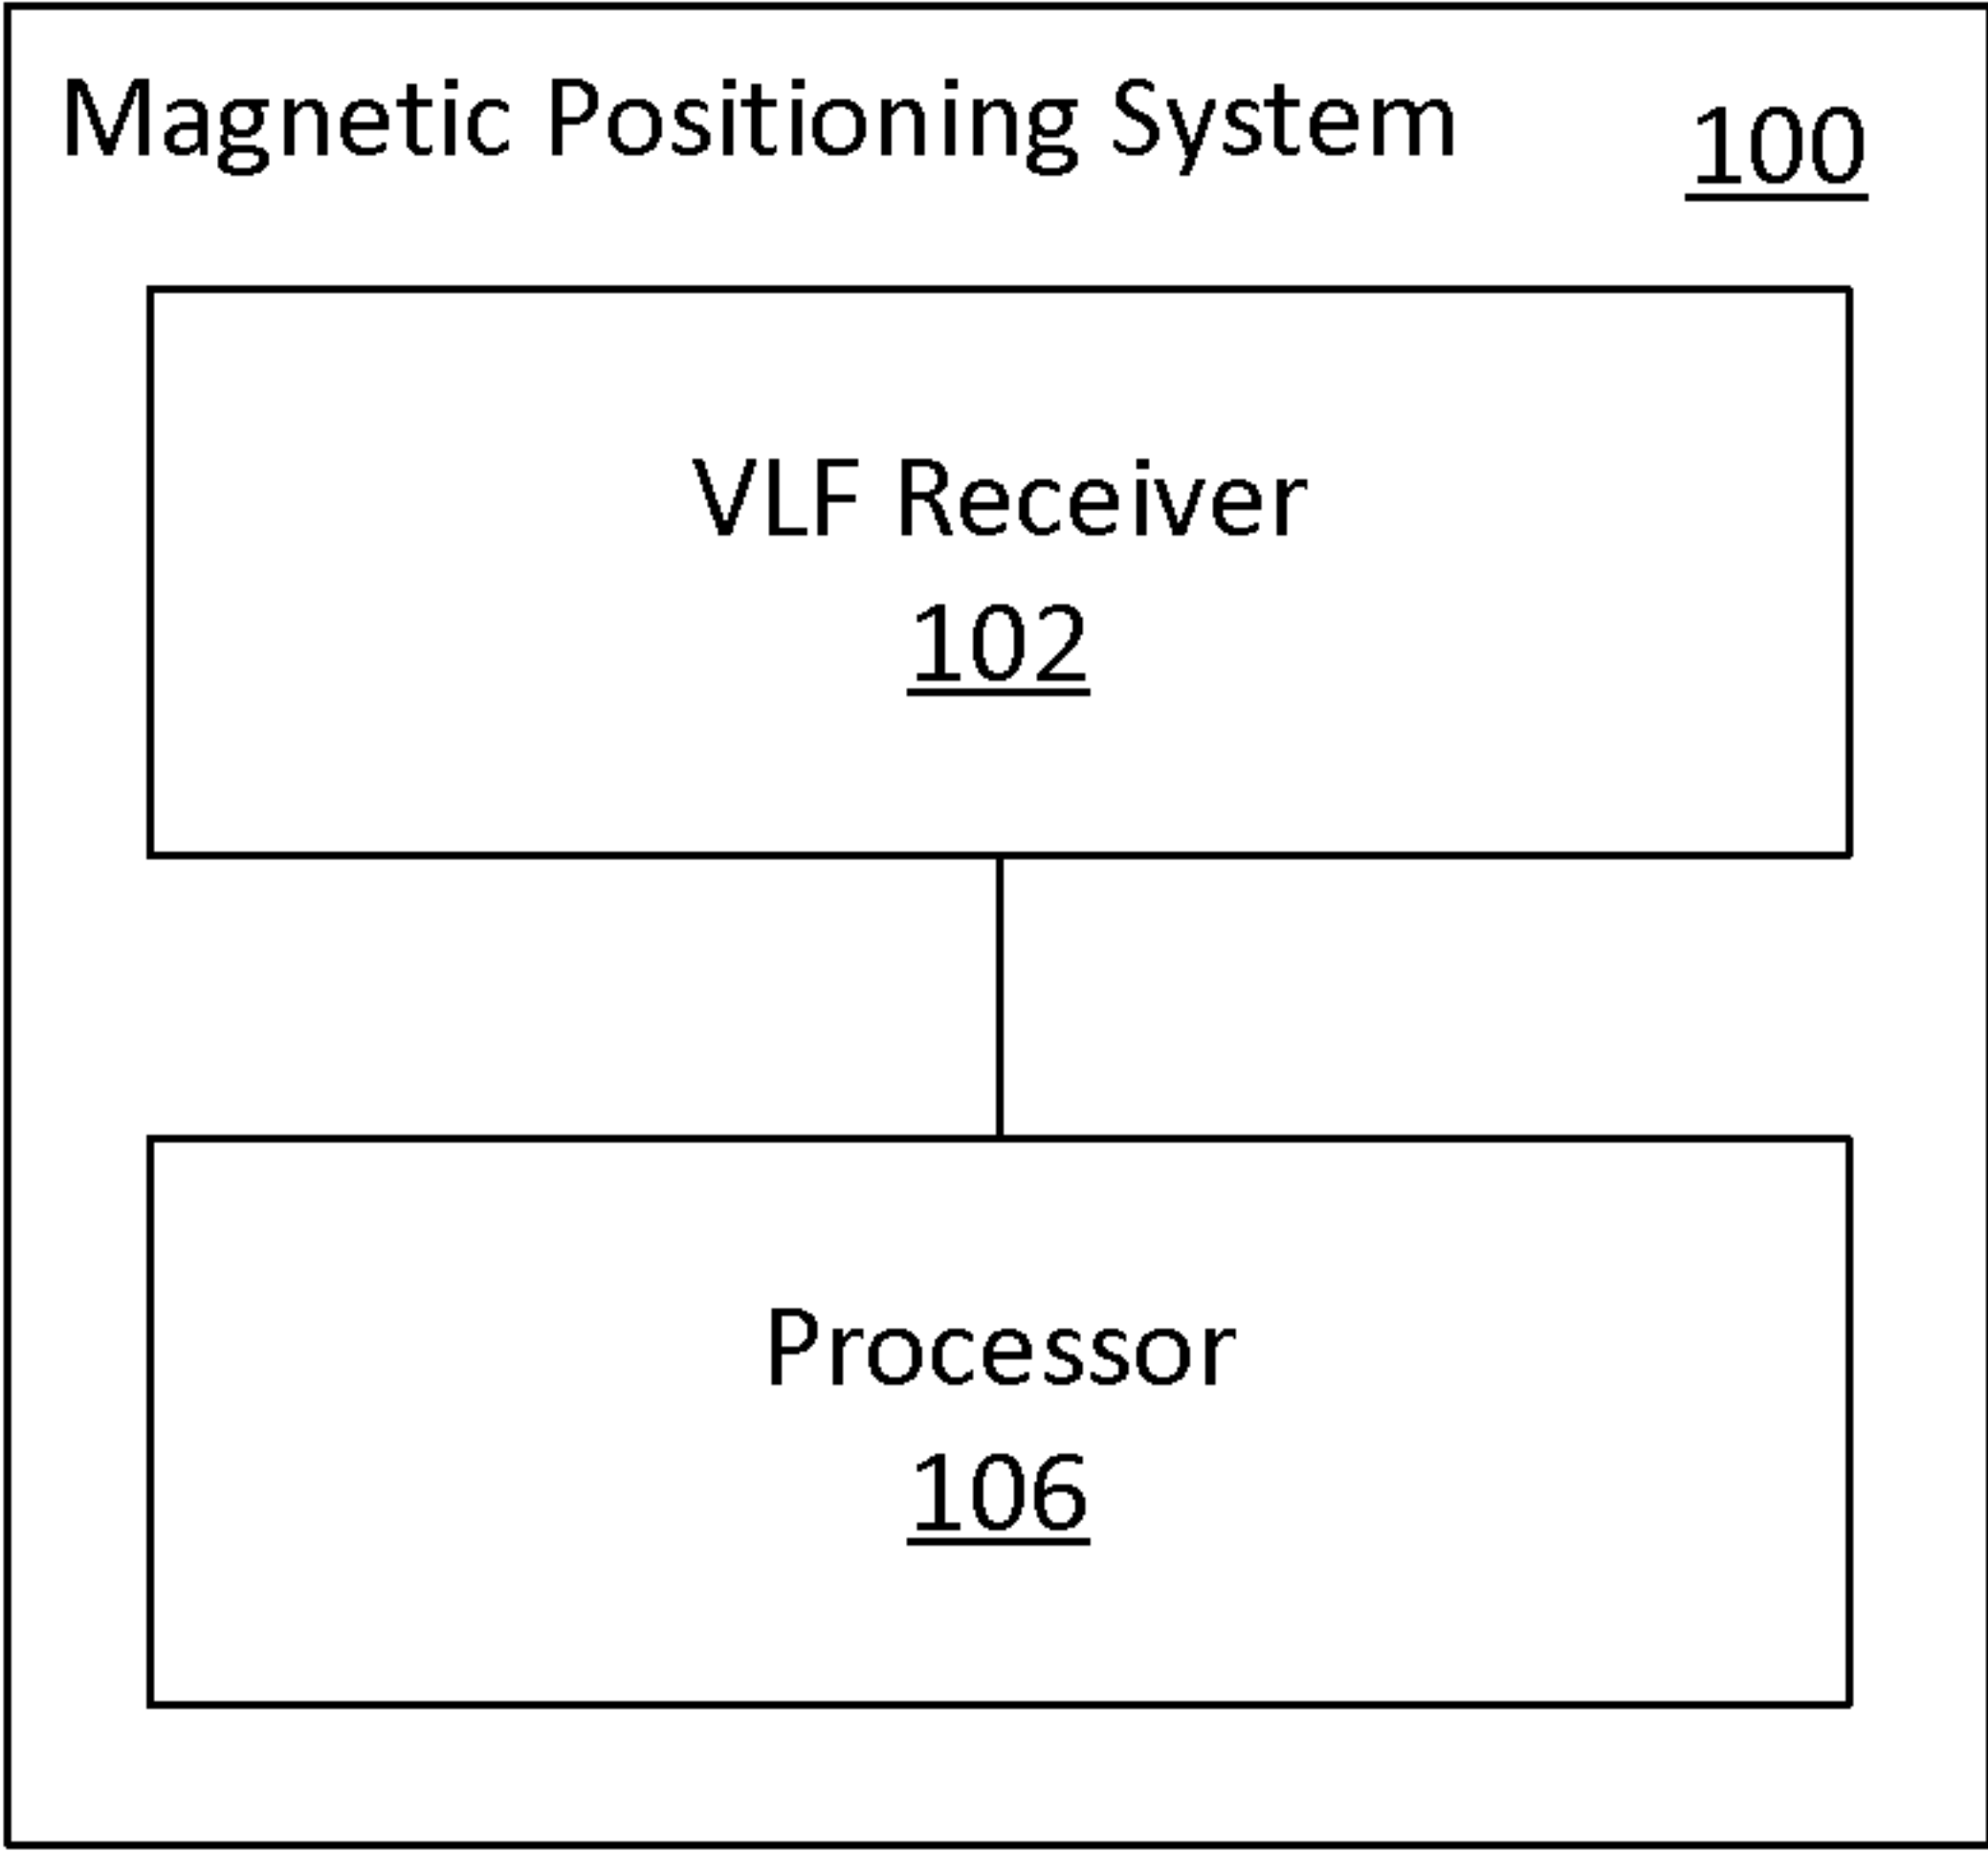 Magnetic Positioning System 100
VLF Receiver
102
Processor
106